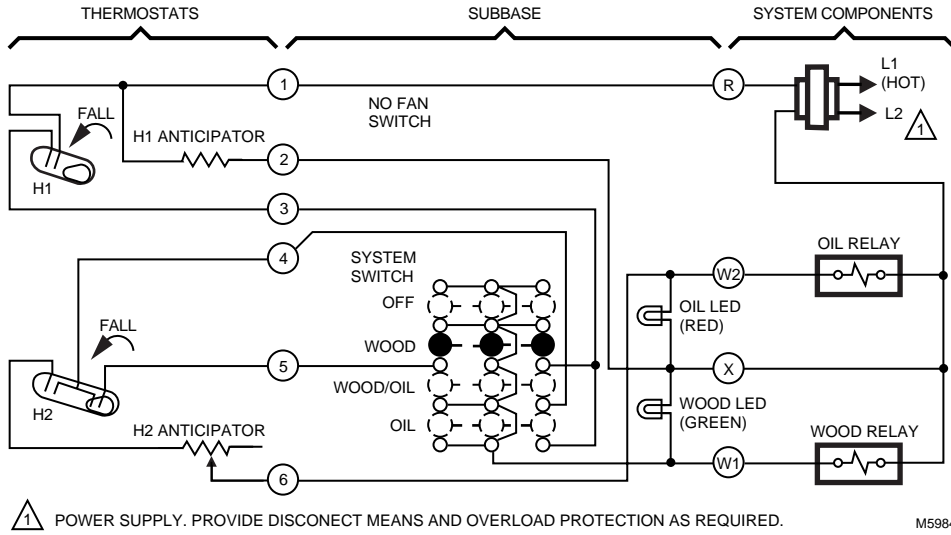 THERMOSTATS
SUBBASE
SYSTEM COMPONENTS
1
R
L1
(HOT)
NO FAN
SWITCH
L2
1
FALL
H1 ANTICIPATOR
2
H1
3
4
SYSTEM
SWITCH
OIL RELAY
W2
OFF
OIL LED
(RED)
FALL
WOOD
5
X
WOOD/OIL
H2
WOOD LED
(GREEN)
OIL
H2 ANTICIPATOR
WOOD RELAY
W1
6
1 POWER SUPPLY. PROVIDE DISCONECT MEANS AND OVERLOAD PROTECTION AS REQUIRED.
M5984